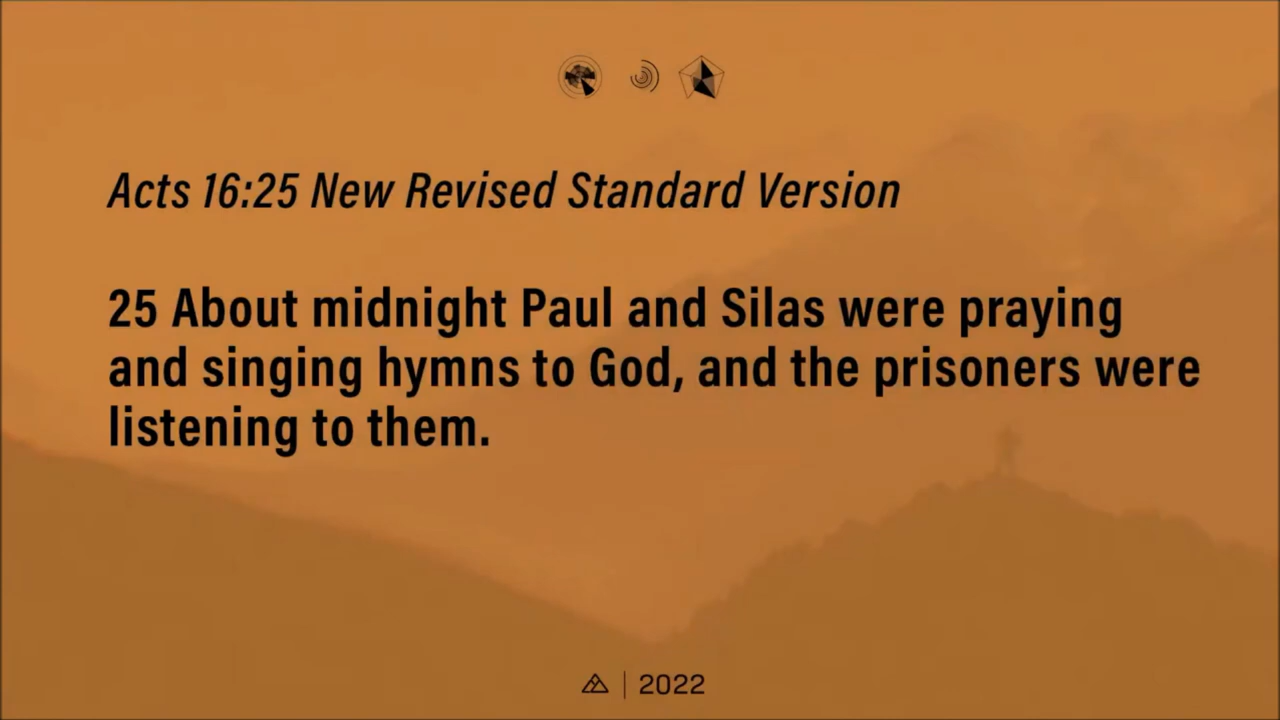 Acts 16:25 New Revised Standard Version
25 About midnight Paul and Silas were praying
and singing hymns to God, and the prisoners were
listening to them.
2022